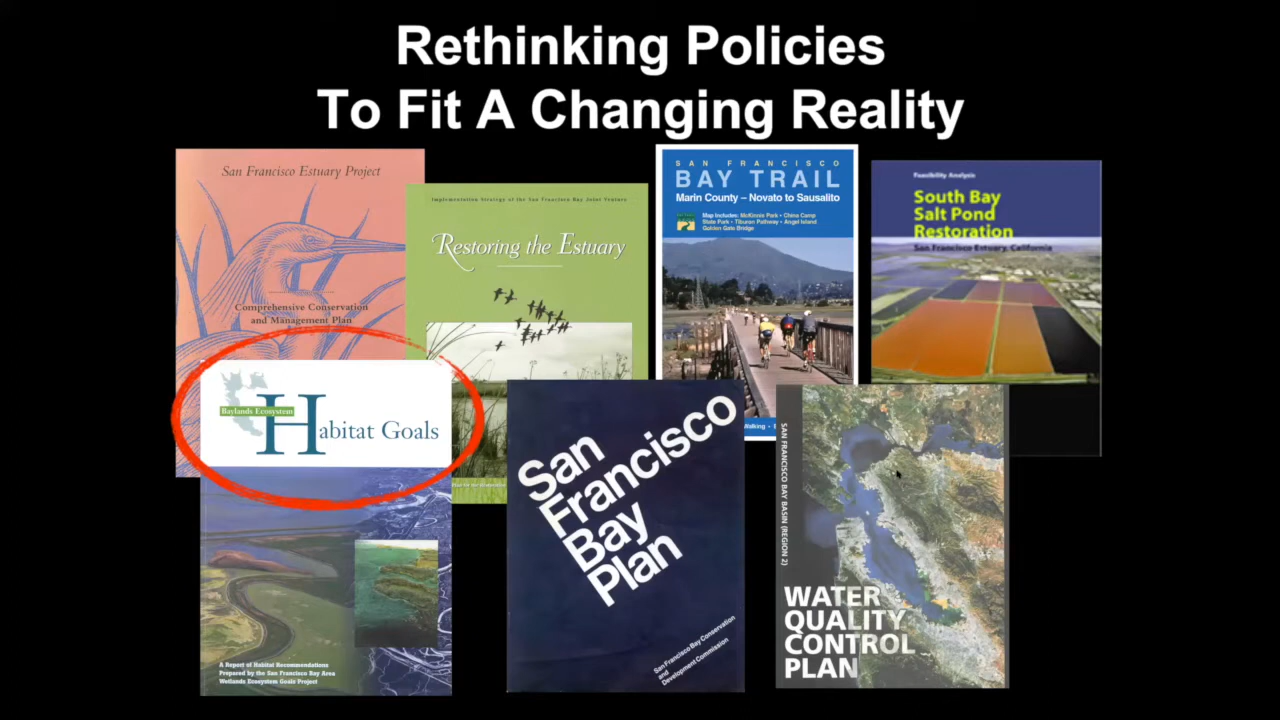 Rethinking Policies
To Fit A Changing Reality
San Francisco Estuary Project
Comprehensive Conservation
and Management Plan
Implementation Strategy of the San Francisco Bay Joint Venture
Restoring the Estuary
SAN FRANCISCO
BAY TRAIL
Marin County – Novato to Sausalito
Map Includes: McKinnin Park • China Camp
State Park • Tiburon Pathway • Angel Island
Golden Gate Bridge
Walking •
Feasibility Analysis
South Bay
Salt Pond
Restoration
San Francisco Estuary, California
Baylands Ecosystem
Habitat Goals
A Report of Habitat Recommendations
Prepared by the San Francisco Bay Area
Wetlands Ecosystem Goals Project
San
Francisco
Bay
Plan
San Francisco Bay Conservation
and
Development Commission
SAN FRANCISCO BAY BASIN (REGION 2)
WATER
QUALITY
CONTROL
PLAN